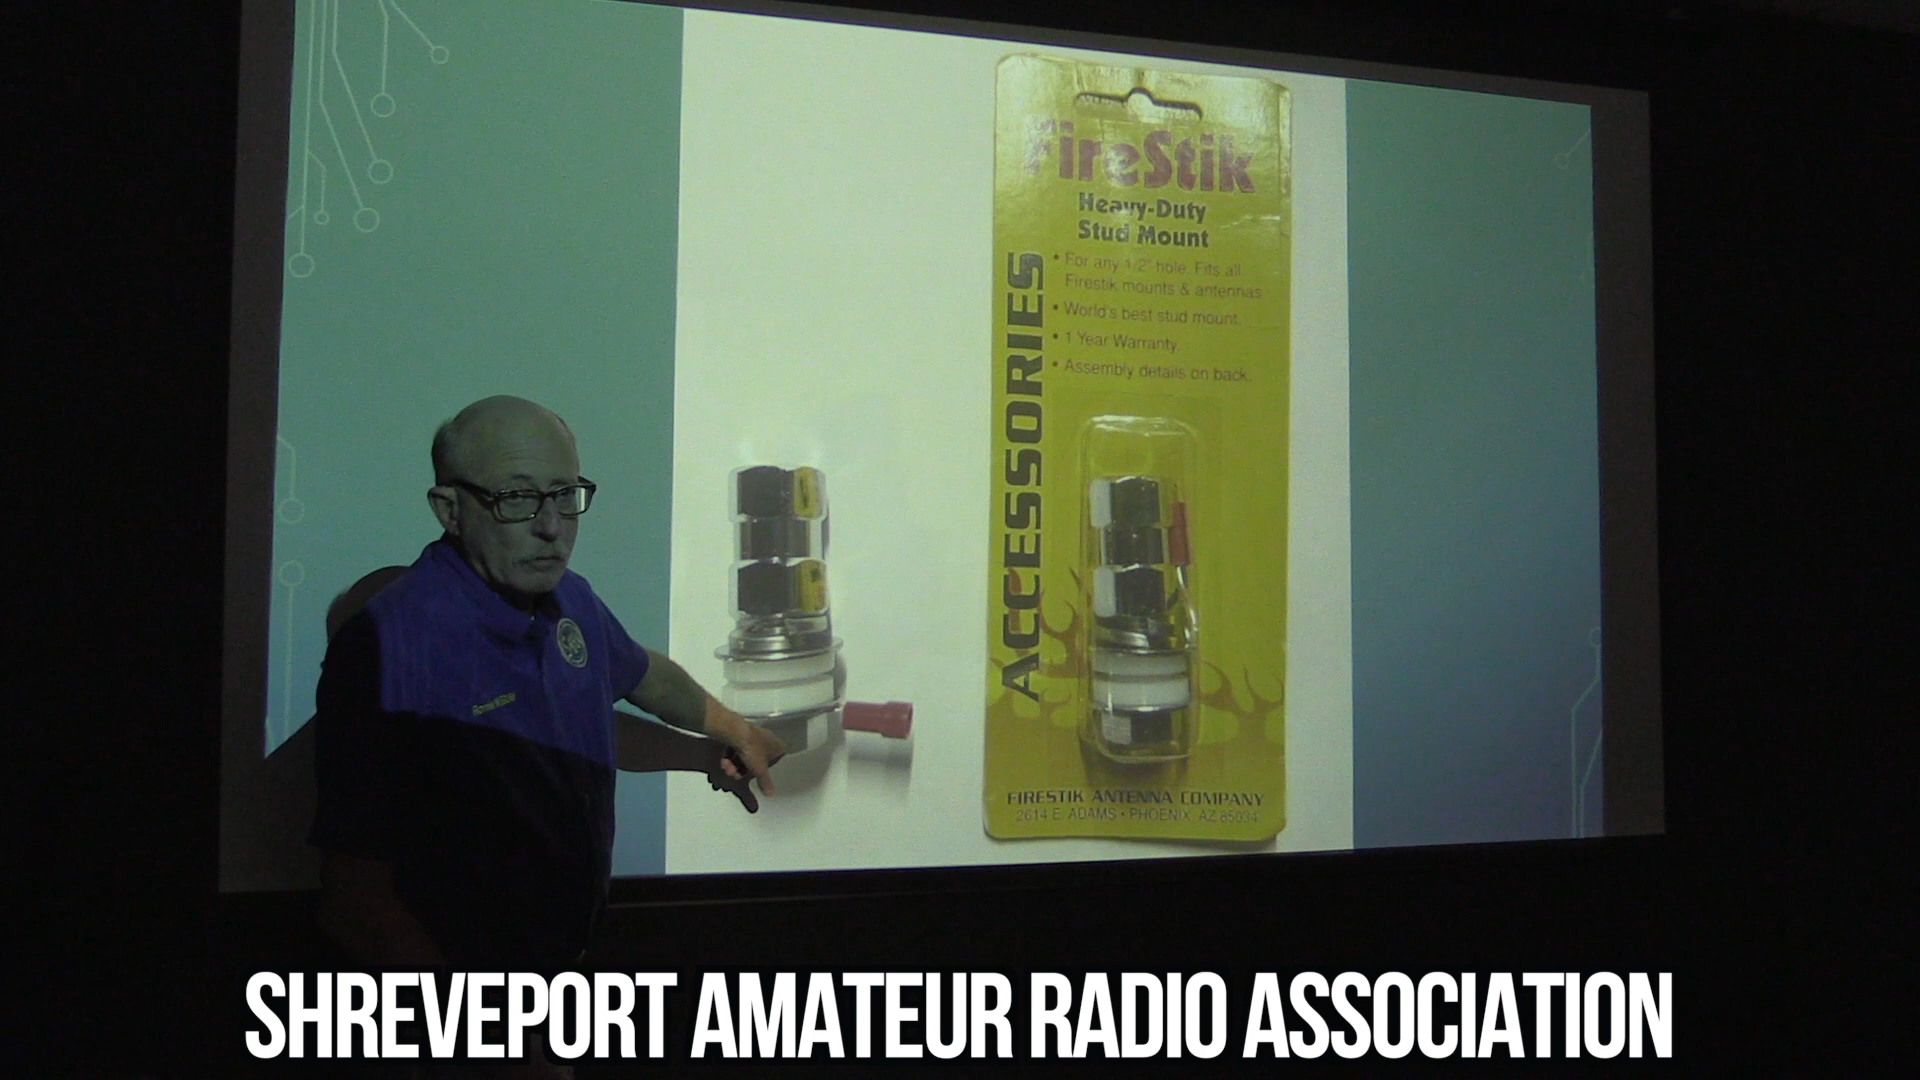 FireStik
Heavy-Duty
Stud Mount
• For any 1/2" hole. Fits all
Firestik mounts & antennas
• World's best stud mount.
• 1 Year Warranty.
• Assembly details on back.
ACCESSORIES
FIRESTIK ANTENNA COMPANY
2614 E. ADAMS • PHOENIX, AZ 85034
SHREVEPORT AMATEUR RADIO ASSOCIATION